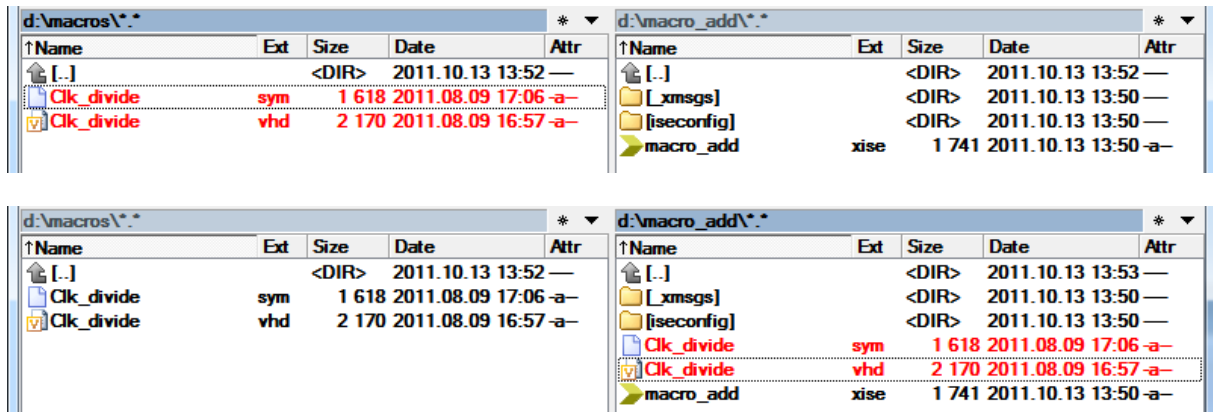 d:\macros\*.* * ▼ d:\macro_add\*.* * ▼
↑Name Ext Size Date Attr ↑Name Ext Size Date Attr
[..] <DIR> 2011.10.13 13:52 — [..] <DIR> 2011.10.13 13:52 —
Clk_divide sym 1 618 2011.08.09 17:06 -a-- [_xmsgs] <DIR> 2011.10.13 13:50 —
Clk_divide vhd 2 170 2011.08.09 16:57 -a-- [iseconfig] <DIR> 2011.10.13 13:50 —
macro_add xise 1 741 2011.10.13 13:50 -a--
d:\macros\*.* * ▼ d:\macro_add\*.* * ▼
↑Name Ext Size Date Attr ↑Name Ext Size Date Attr
[..] <DIR> 2011.10.13 13:52 — [..] <DIR> 2011.10.13 13:53 —
Clk_divide sym 1 618 2011.08.09 17:06 -a-- [_xmsgs] <DIR> 2011.10.13 13:50 —
Clk_divide vhd 2 170 2011.08.09 16:57 -a-- [iseconfig] <DIR> 2011.10.13 13:50 —
Clk_divide sym 1 618 2011.08.09 17:06 -a--
Clk_divide vhd 2 170 2011.08.09 16:57 -a--
macro_add xise 1 741 2011.10.13 13:50 -a--